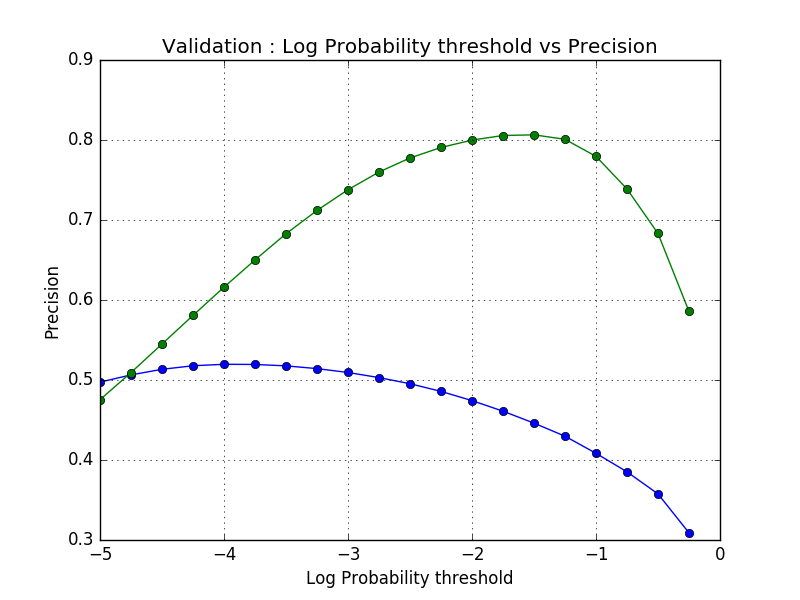 Validation : Log Probability threshold vs Precision
0.9
0.8
0.7
0.6
0.5
0.4
0.3
Precision
−5 −4 −3 −2 −1 0
Log Probability threshold